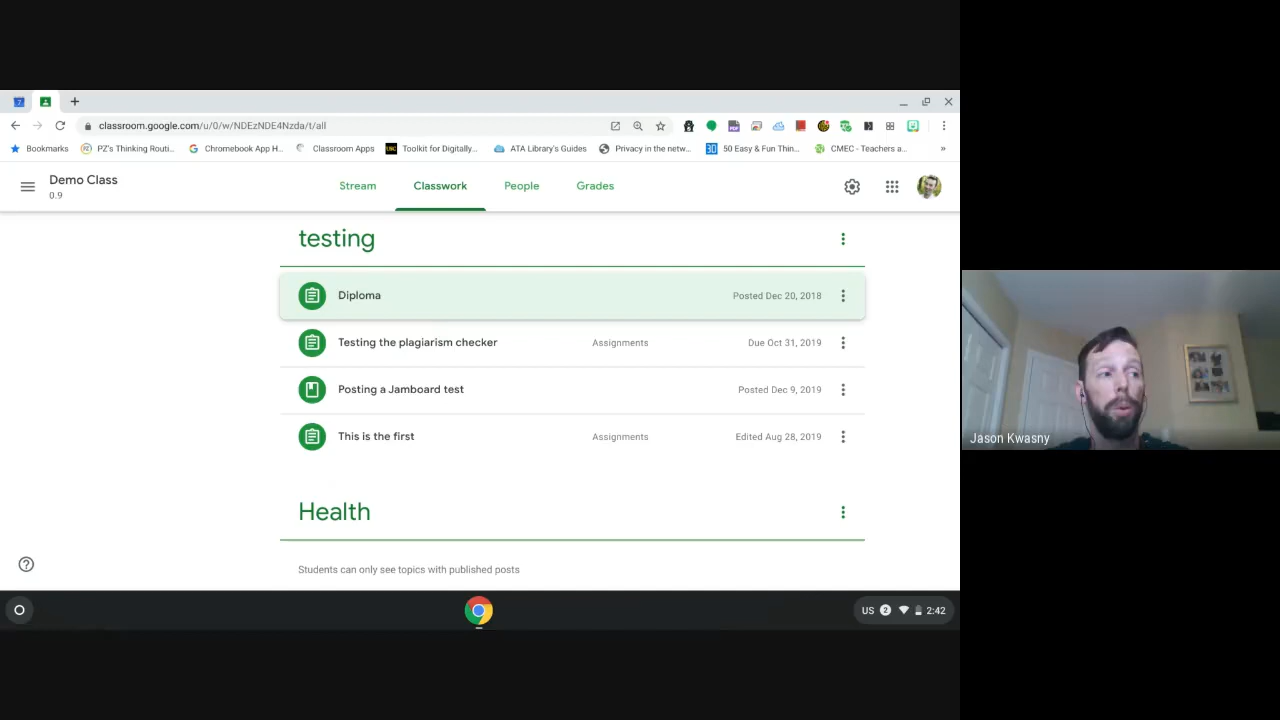 classroom.google.com/u/0/w/NDEzNDE4Nzda/t/all
Bookmarks PZ's Thinking Routi... Chromebook App H... Classroom Apps Toolkit for Digitally... ATA Library's Guides Privacy in the netw... 30 50 Easy & Fun Thin... CMEC - Teachers a... »
Demo Class
0.9
Stream Classwork People Grades
testing
Diploma Posted Dec 20, 2018
Testing the plagiarism checker Assignments Due Oct 31, 2019
Posting a Jamboard test Posted Dec 9, 2019
This is the first Assignments Edited Aug 28, 2019
Health
Students can only see topics with published posts
US 2 2:42
Jason Kwasny